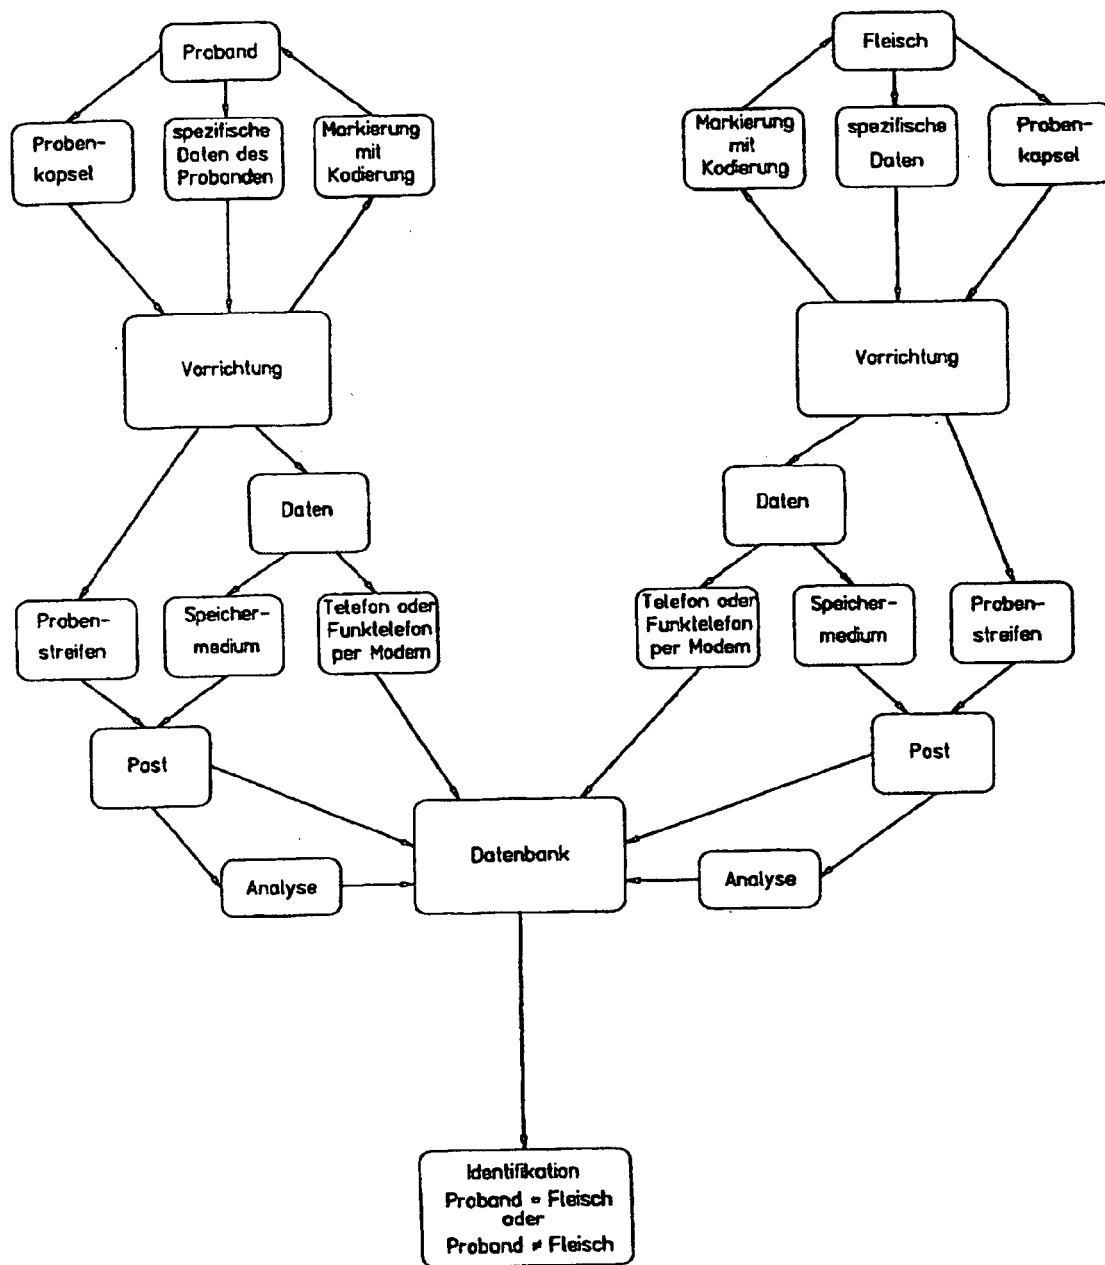 Proband
Fleisch
Proben-
kapsel
spezifische
Daten des
Probanden
Markierung
mit
Kodierung
Markierung
mit
Kodierung
spezifische
Daten
Proben-
kapsel
Vorrichtung
Vorrichtung
Daten
Daten
Proben-
streifen
Speicher-
medium
Telefon oder
Funktelefon
per Modem
Telefon oder
Funktelefon
per Modem
Speicher-
medium
Proben-
streifen
Post
Post
Datenbank
Analyse
Analyse
Identifikation
Proband = Fleisch
oder
Proband ≠ Fleisch